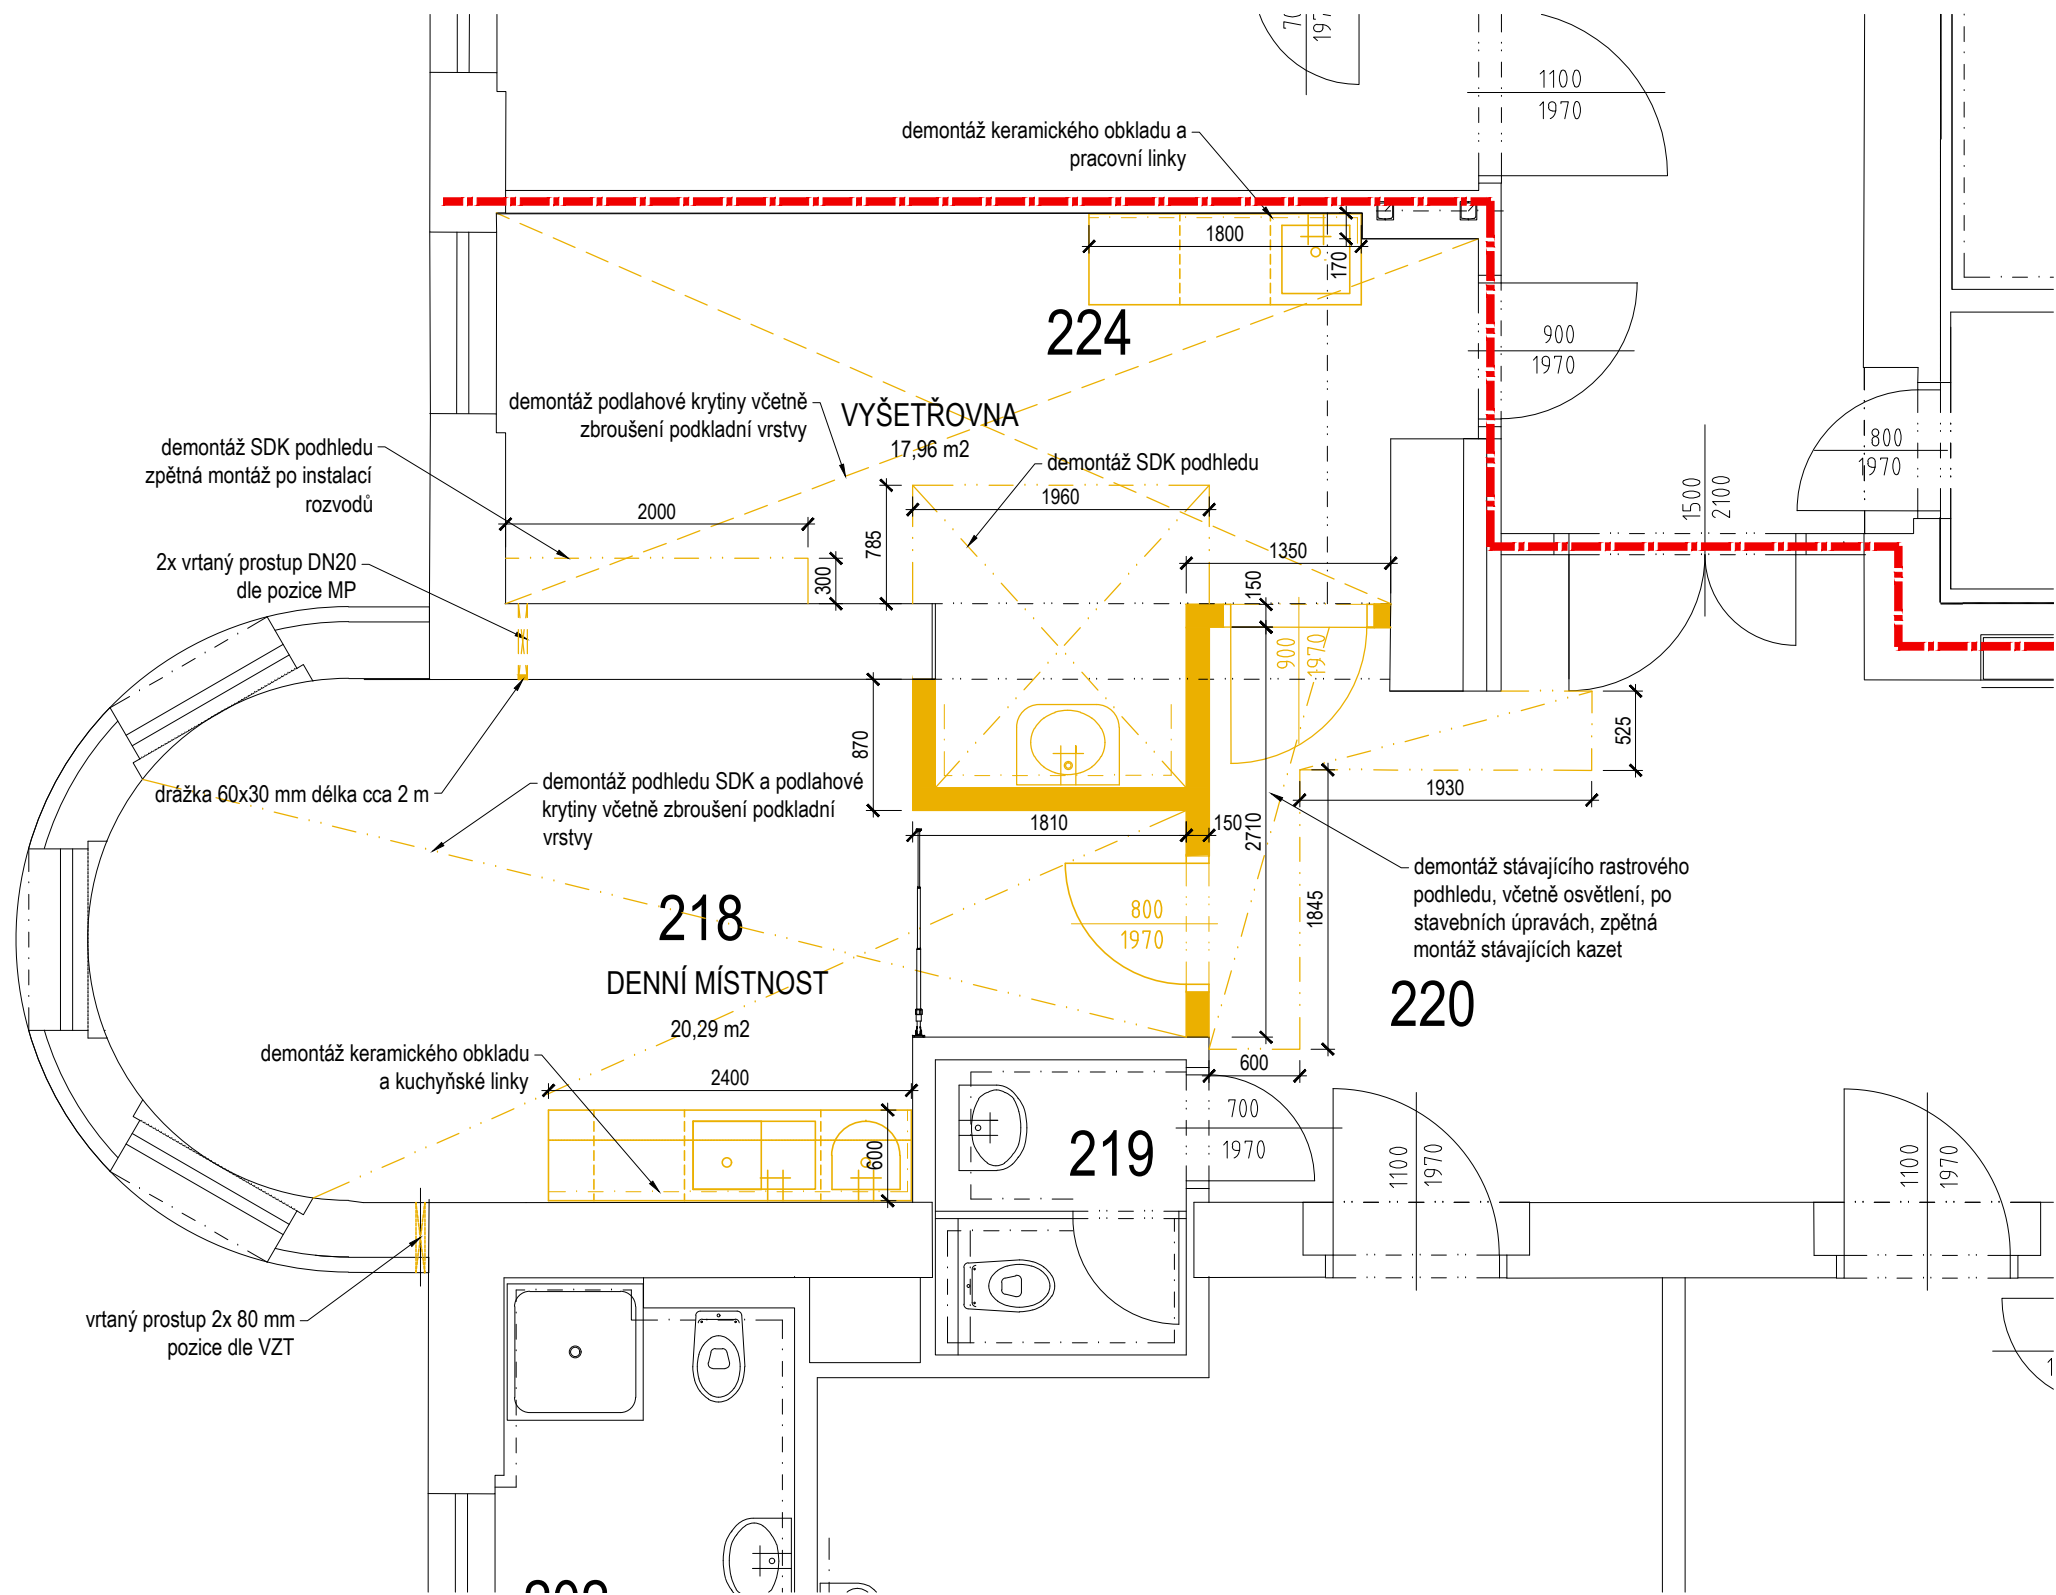 1970
1100
1970
demontáž keramického obkladu a
pracovní linky
1800
170
224
900
1970
demontáž podlahové krytiny včetně
zbroušení podkladní vrstvy
VYŠETŘOVNA
17,96 m2
demontáž SDK podhledu
zpětná montáž po instalací
rozvodů
demontáž SDK podhledu
800
1970
1500
2100
2000
1960
785
300
1350
150
2x vrtaný prostup DN20
dle pozice MP
900
1970
525
870
drážka 60x30 mm délka cca 2 m
demontáž podhledu SDK a podlahové
krytiny včetně zbroušení podkladní
vrstvy
1930
1810
150
2710
demontáž stávajícího rastrového
podhledu, včetně osvětlení, po
stavebních úpravách, zpětná
montáž stávajících kazet
1845
218
800
1970
DENNÍ MÍSTNOST
20,29 m2
220
demontáž keramického obkladu
a kuchyňské linky
2400
600
600
700
1970
219
1100
1970
1100
1970
vrtaný prostup 2x 80 mm
pozice dle VZT